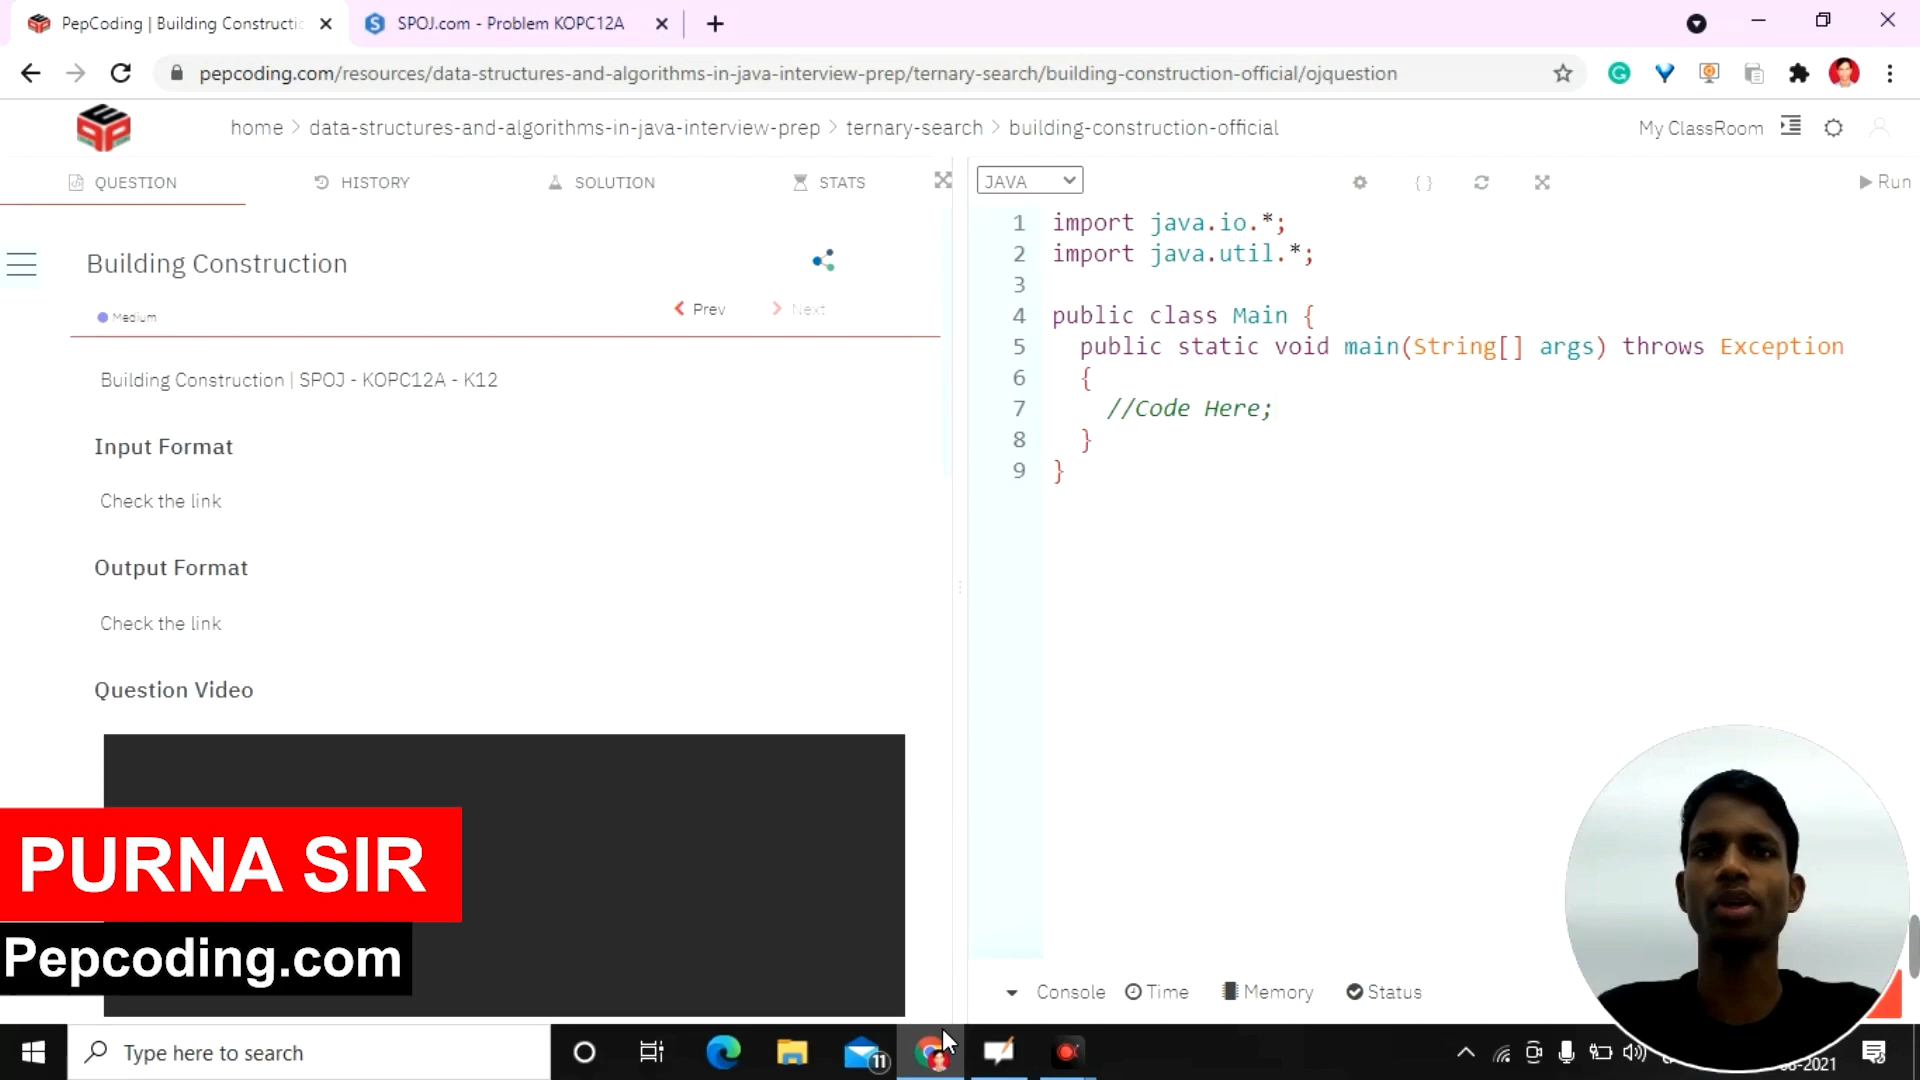 PepCoding | Building Constructi
SPOJ.com - Problem KOPC12A
pepcoding.com/resources/data-structures-and-algorithms-in-java-interview-prep/ternary-search/building-construction-official/ojquestion
home > data-structures-and-algorithms-in-java-interview-prep > ternary-search > building-construction-official
My ClassRoom
QUESTION
HISTORY
SOLUTION
STATS
JAVA
{ }
Run
Building Construction
Medium
Prev
Next
Building Construction | SPOJ - KOPC12A - K12
Input Format
Check the link
Output Format
Check the link
Question Video
1 import java.io.*;
2 import java.util.*;
3
4 public class Main {
5 public static void main(String[] args) throws Exception
6 {
7 //Code Here;
8 }
9 }
PURNA SIR
Pepcoding.com
Console
Time
Memory
Status
Type here to search
11
-2021